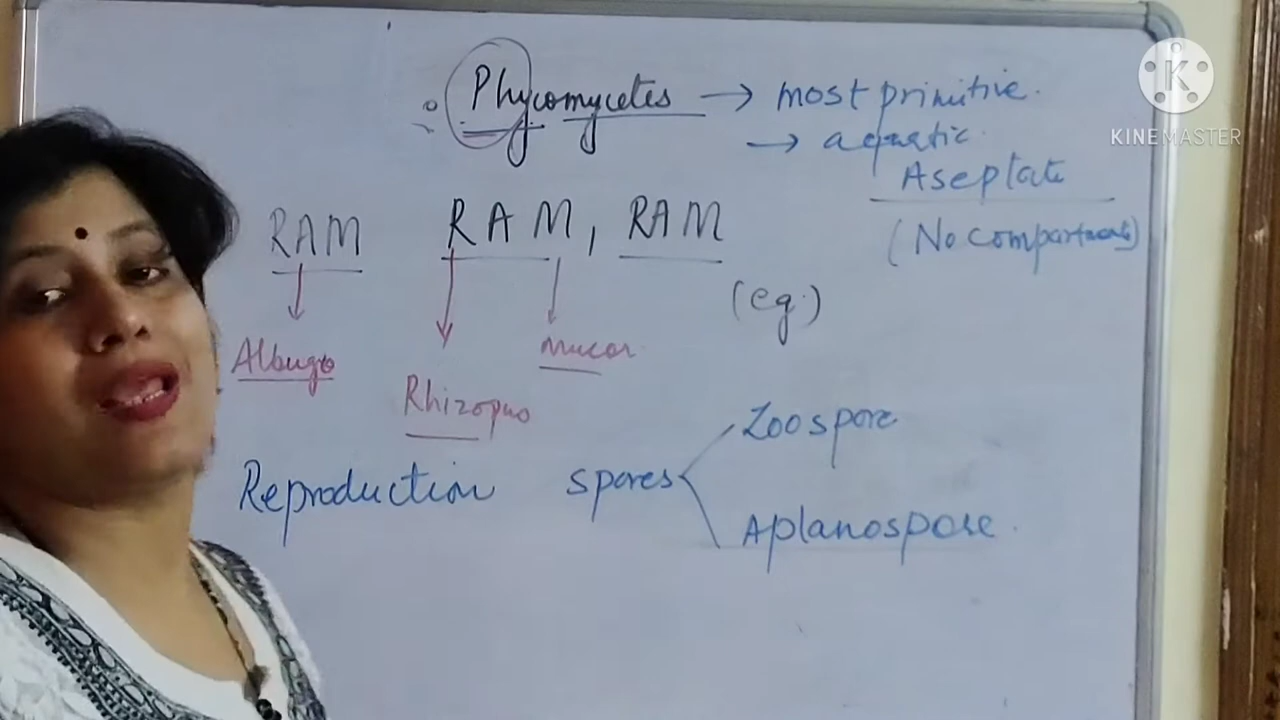 Phycomycetes → most primitive.
→ aquatic.
Aseptate
(No compartments)
RAM RAM, RAM
(eg.)
Albugo
Rhizopus
Mucor
Reproduction spores
Zoospore
Aplanospore.
K
KINEMASTER